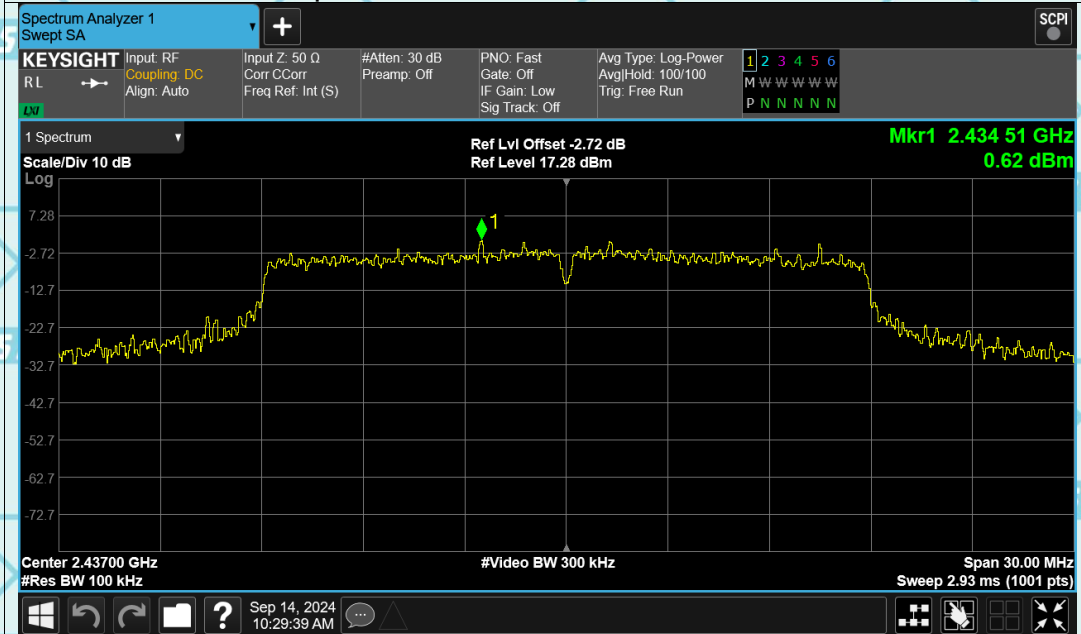 Spectrum Analyzer 1
Swept SA
+
SCPI
KEYSIGHT
R L
LXI
Input: RF
Coupling: DC
Align: Auto
Input Z: 50 Ω
Corr CCorr
Freq Ref: Int (S)
#Atten: 30 dB
Preamp: Off
PNO: Fast
Gate: Off
IF Gain: Low
Sig Track: Off
Avg Type: Log-Power
Avg|Hold: 100/100
Trig: Free Run
1 2 3 4 5 6
M W W W W W
P N N N N N
1 Spectrum
Scale/Div 10 dB
Log
Ref Lvl Offset -2.72 dB
Ref Level 17.28 dBm
Mkr1 2.434 51 GHz
0.62 dBm
1
7.28
-2.72
-12.7
-22.7
-32.7
-42.7
-52.7
-62.7
-72.7
Center 2.43700 GHz
#Res BW 100 kHz
#Video BW 300 kHz
Span 30.00 MHz
Sweep 2.93 ms (1001 pts)
?
Sep 14, 2024
10:29:39 AM